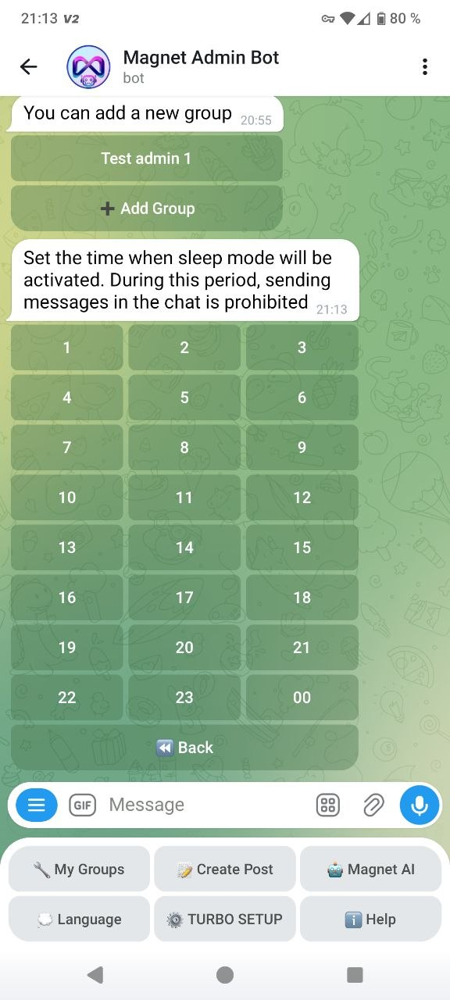 21:13 V2 80 %
Magnet Admin Bot
bot
You can add a new group 20:55
Test admin 1
➕ Add Group
Set the time when sleep mode will be
activated. During this period, sending
messages in the chat is prohibited 21:13
1 2 3
4 5 6
7 8 9
10 11 12
13 14 15
16 17 18
19 20 21
22 23 00
⏪ Back
GIF Message
🔧 My Groups 📝 Create Post 🤖 Magnet AI
💭 Language ⚙️ TURBO SETUP ℹ️ Help